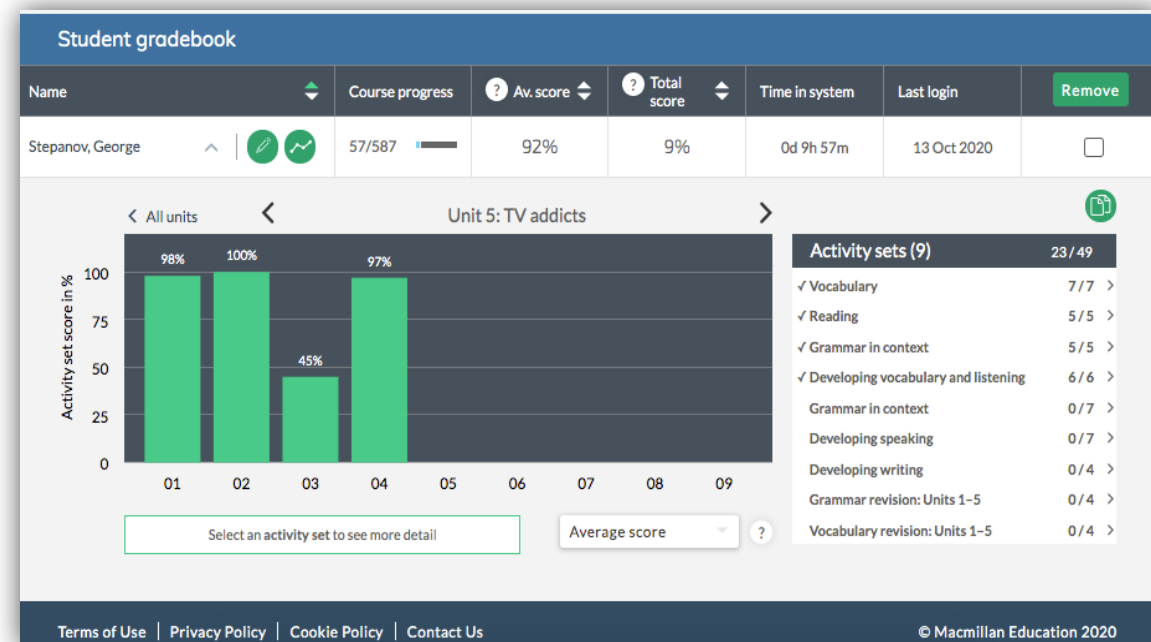 Student gradebook
Name Course progress ? Av. score ? Total score Time in system Last login Remove
Stepanov, George 57/587 92% 9% 0d 9h 57m 13 Oct 2020
All units Unit 5: TV addicts
Activity set score in %
100
75
50
25
0
98% 100% 45% 97%
01 02 03 04 05 06 07 08 09
Select an activity set to see more detail
Average score ?
Activity sets (9) 23/49
✓ Vocabulary 7/7 >
✓ Reading 5/5 >
✓ Grammar in context 5/5 >
✓ Developing vocabulary and listening 6/6 >
Grammar in context 0/7 >
Developing speaking 0/7 >
Developing writing 0/4 >
Grammar revision: Units 1–5 0/4 >
Vocabulary revision: Units 1–5 0/4 >
Terms of Use | Privacy Policy | Cookie Policy | Contact Us © Macmillan Education 2020